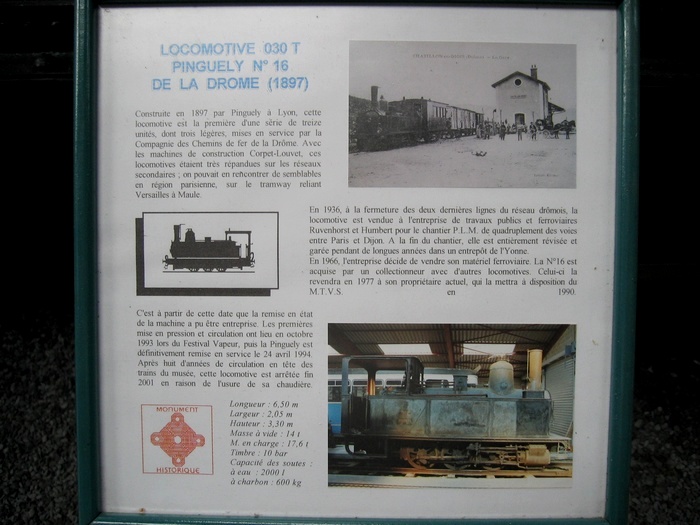 LOCOMOTIVE 030 T
PINGUELY N° 16
DE LA DROME (1897)
Construite en 1897 par Pinguely à Lyon, cette
locomotive est la première d'une série de treize
unités, dont trois légères, mises en service par la
Compagnie des Chemins de fer de la Drôme. Avec
les machines de construction Corpet-Louvet, ces
locomotives étaient très répandues sur les réseaux
secondaires ; on pouvait en rencontrer de semblables
en région parisienne, sur le tramway reliant
Versailles à Maule.
En 1936, à la fermeture des deux dernières lignes du réseau drômois, la
locomotive est vendue à l'entreprise de travaux publics et ferroviaires
Ruvenhorst et Humbert pour le chantier P.L.M. de quadruplement des voies
entre Paris et Dijon. A la fin du chantier, elle est entièrement révisée et
garée pendant de longues années dans un entrepôt de l'Yonne.
En 1966, l'entreprise décide de vendre son matériel ferroviaire. La N°16 est
acquise par un collectionneur avec d'autres locomotives. Celui-ci la
revendra en 1977 à son propriétaire actuel, qui la mettra à disposition du
M.T.V.S. en 1990.
C'est à partir de cette date que la remise en état
de la machine a pu être entreprise. Les premières
mise en pression et circulation ont lieu en octobre
1993 lors du Festival Vapeur, puis la Pinguely est
définitivement remise en service le 24 avril 1994.
Après huit d'années de circulation en tête des
trains du musée, cette locomotive est arrêtée fin
2001 en raison de l'usure de sa chaudière.
MONUMENT
HISTORIQUE
Longueur : 6,50 m
Largeur : 2,05 m
Hauteur : 3,30 m
Masse à vide : 14 t
M. en charge : 17,6 t
Timbre : 10 bar
Capacité des soutes :
à eau : 2000 l
à charbon : 600 kg